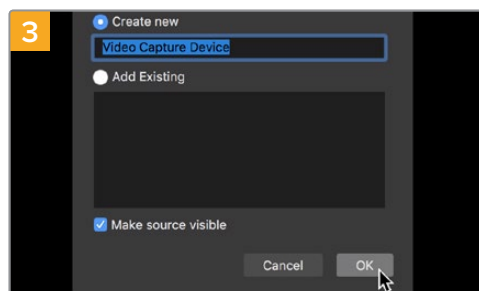 3
Create new
Video Capture Device
Add Existing
Make source visible
Cancel OK